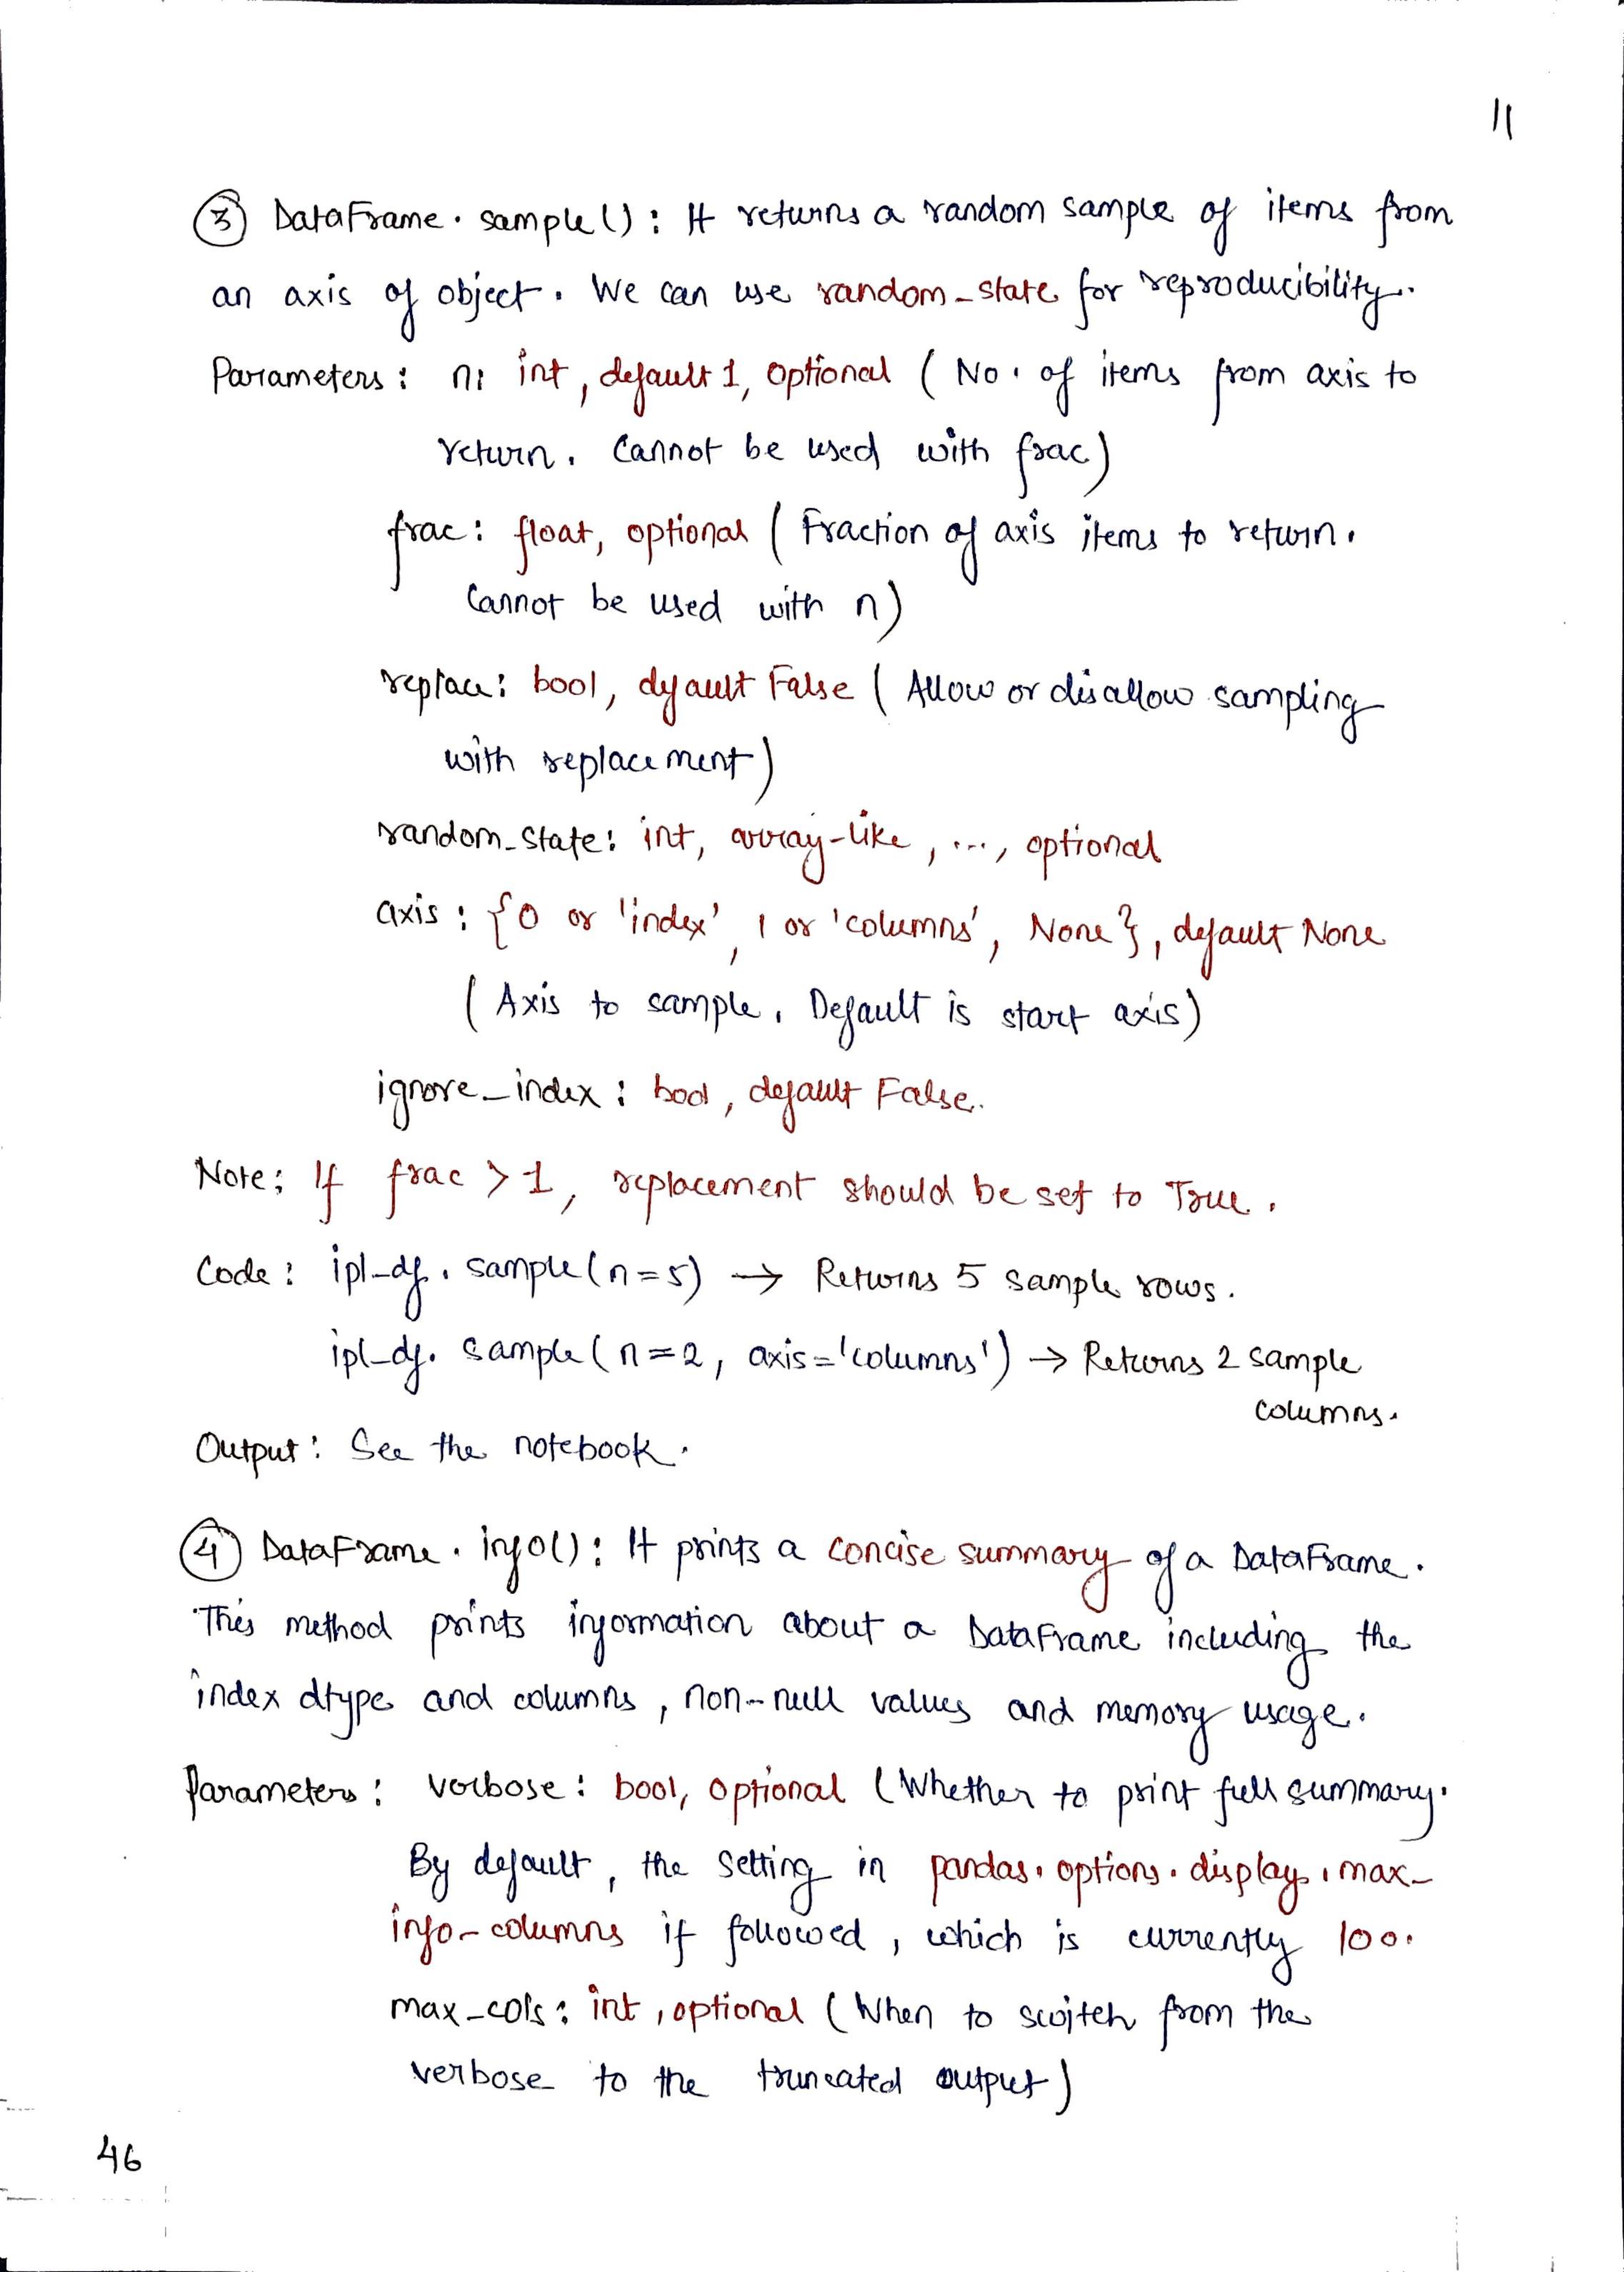 11
③ DataFrame.sample(): It returns a random sample of items from
an axis of object. We can use random_state for reproducibility.
Parameters: n: int, default 1, optional (No. of items from axis to
return. Cannot be used with frac)
frac: float, optional (Fraction of axis items to return.
Cannot be used with n)
replace: bool, default False (Allow or disallow sampling
with replacement)
random_state: int, array-like, ..., optional
axis: {0 or 'index', 1 or 'columns', None}, default None
(Axis to sample. Default is start axis)
ignore_index: bool, default False.
Note: If frac > 1, replacement should be set to True.
Code: ipl_df.sample(n=5) → Returns 5 sample rows.
ipl_df.sample(n=2, axis='columns') → Returns 2 sample
columns.
Output: See the notebook.
④ DataFrame.info(): It prints a concise summary of a DataFrame.
This method prints information about a DataFrame including the
index dtype and columns, non-null values and memory usage.
Parameters: verbose: bool, optional (Whether to print full summary.
By default, the setting in pandas.options.display.max_
info_columns if followed, which is currently 100.
max_cols: int, optional (When to switch from the
verbose to the truncated output)
46